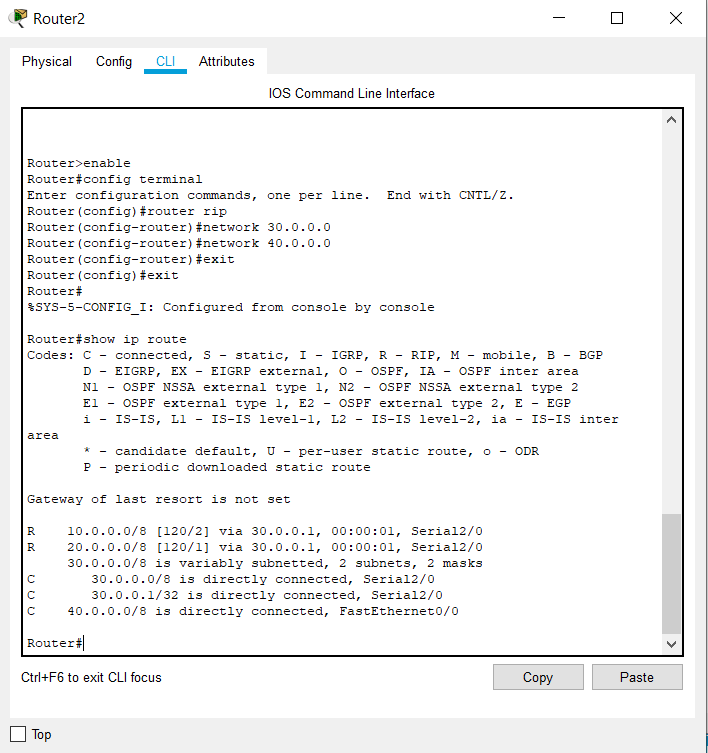 Router2
Physical Config CLI Attributes
IOS Command Line Interface
Router>enable
Router#config terminal
Enter configuration commands, one per line.  End with CNTL/Z.
Router(config)#router rip
Router(config-router)#network 30.0.0.0
Router(config-router)#network 40.0.0.0
Router(config-router)#exit
Router(config)#exit
Router#
%SYS-5-CONFIG_I: Configured from console by console
Router#show ip route
Codes: C - connected, S - static, I - IGRP, R - RIP, M - mobile, B - BGP
       D - EIGRP, EX - EIGRP external, O - OSPF, IA - OSPF inter area
       N1 - OSPF NSSA external type 1, N2 - OSPF NSSA external type 2
       E1 - OSPF external type 1, E2 - OSPF external type 2, E - EGP
       i - IS-IS, L1 - IS-IS level-1, L2 - IS-IS level-2, ia - IS-IS inter
area
       * - candidate default, U - per-user static route, o - ODR
       P - periodic downloaded static route
Gateway of last resort is not set
R    10.0.0.0/8 [120/2] via 30.0.0.1, 00:00:01, Serial2/0
R    20.0.0.0/8 [120/1] via 30.0.0.1, 00:00:01, Serial2/0
     30.0.0.0/8 is variably subnetted, 2 subnets, 2 masks
C       30.0.0.0/8 is directly connected, Serial2/0
C       30.0.0.1/32 is directly connected, Serial2/0
C    40.0.0.0/8 is directly connected, FastEthernet0/0
Router#
Ctrl+F6 to exit CLI focus
Copy Paste
Top